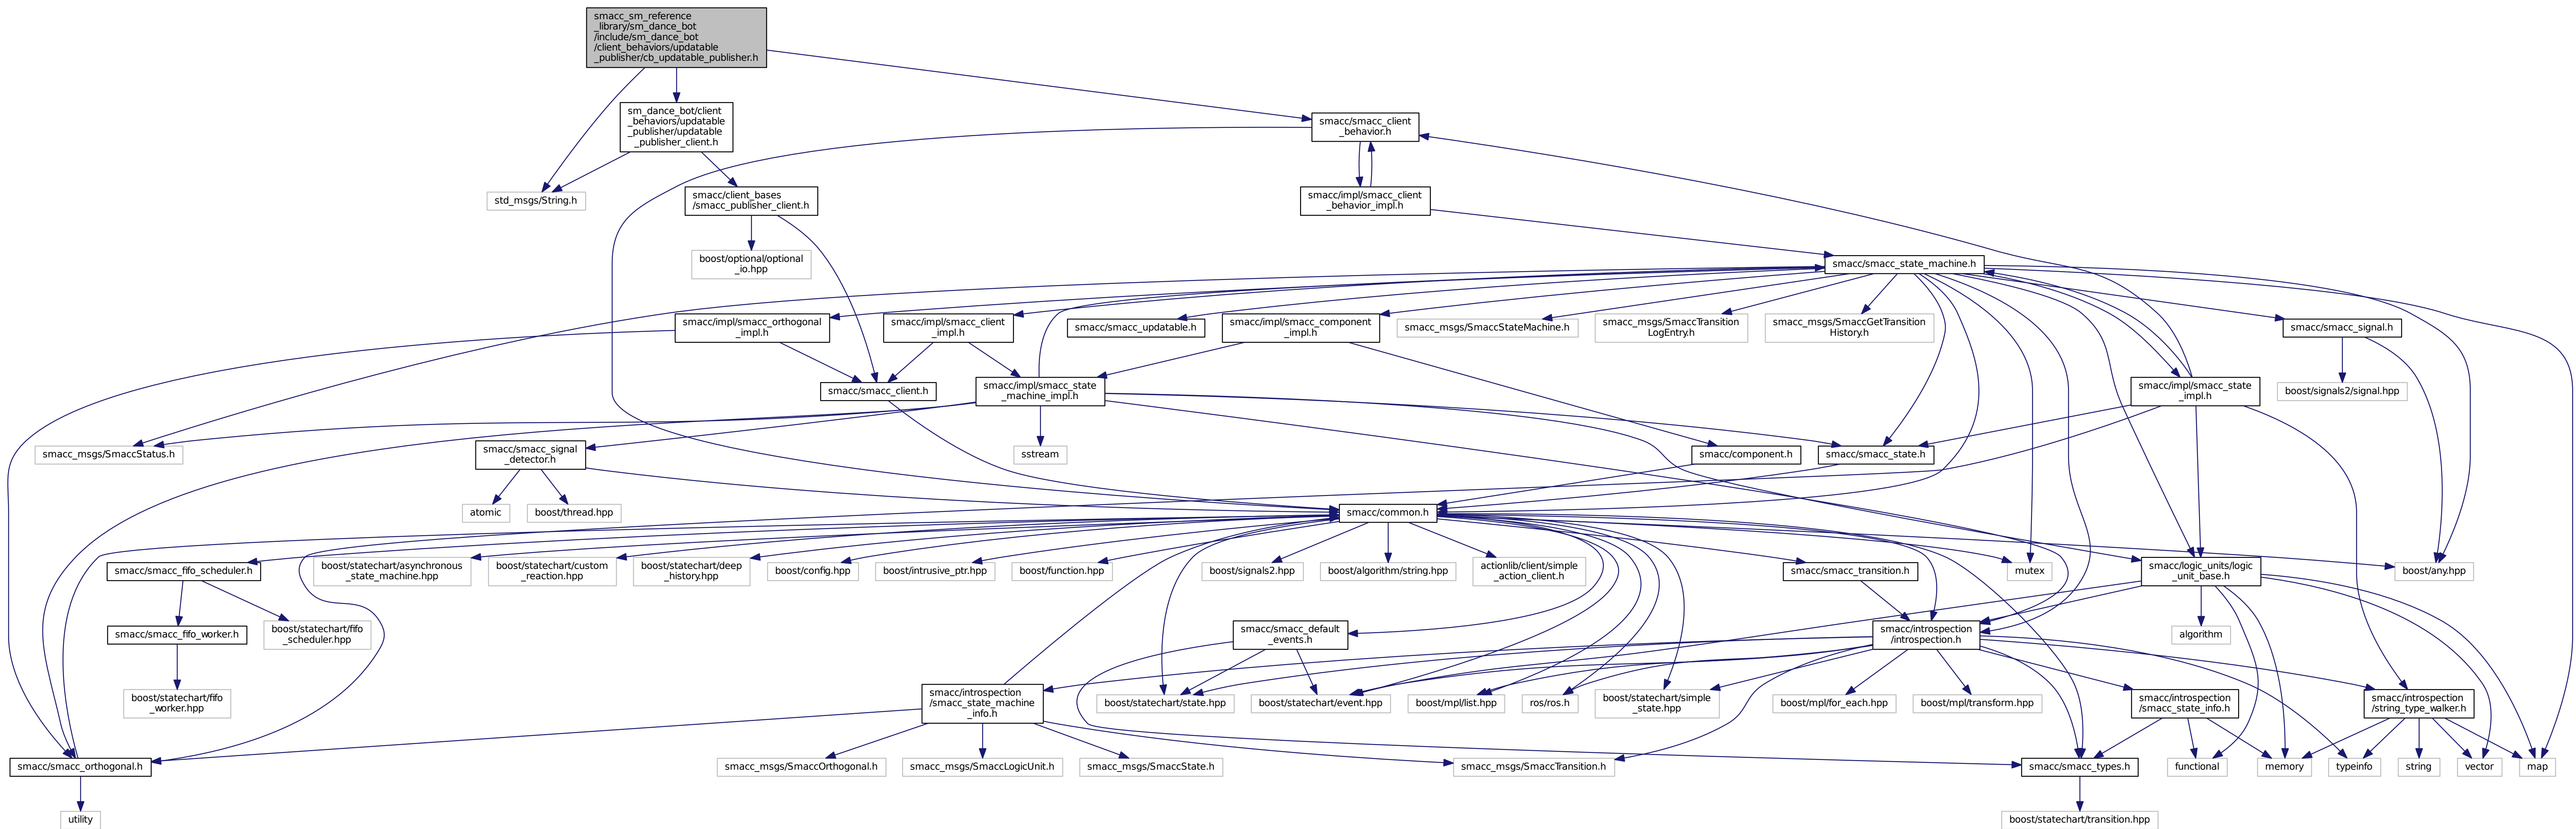 smacc_sm_reference
_library/sm_dance_bot
/include/sm_dance_bot
/client_behaviors/updatable
_publisher/cb_updatable_publisher.h
sm_dance_bot/client
_behaviors/updatable
_publisher/updatable
_publisher_client.h
smacc/smacc_client
_behavior.h
std_msgs/String.h
smacc/client_bases
/smacc_publisher_client.h
smacc/impl/smacc_client
_behavior_impl.h
boost/optional/optional
_io.hpp
smacc/smacc_state_machine.h
smacc/impl/smacc_orthogonal
_impl.h
smacc/impl/smacc_client
_impl.h
smacc/smacc_updatable.h
smacc/impl/smacc_component
_impl.h
smacc_msgs/SmaccStateMachine.h
smacc_msgs/SmaccTransition
LogEntry.h
smacc_msgs/SmaccGetTransition
History.h
smacc/smacc_signal.h
smacc/smacc_client.h
smacc/impl/smacc_state
_machine_impl.h
smacc/impl/smacc_state
_impl.h
boost/signals2/signal.hpp
smacc_msgs/SmaccStatus.h
smacc/smacc_signal
_detector.h
sstream
smacc/component.h
smacc/smacc_state.h
atomic
boost/thread.hpp
smacc/common.h
smacc/smacc_fifo_scheduler.h
boost/statechart/asynchronous
_state_machine.hpp
boost/statechart/custom
_reaction.hpp
boost/statechart/deep
_history.hpp
boost/config.hpp
boost/intrusive_ptr.hpp
boost/function.hpp
boost/signals2.hpp
boost/algorithm/string.hpp
actionlib/client/simple
_action_client.h
smacc/smacc_transition.h
mutex
smacc/logic_units/logic
_unit_base.h
boost/any.hpp
smacc/smacc_fifo_worker.h
boost/statechart/fifo
_scheduler.hpp
smacc/smacc_default
_events.h
smacc/introspection
/introspection.h
algorithm
boost/statechart/fifo
_worker.hpp
smacc/introspection
/smacc_state_machine
_info.h
boost/statechart/state.hpp
boost/statechart/event.hpp
boost/mpl/list.hpp
ros/ros.h
boost/statechart/simple
_state.hpp
boost/mpl/for_each.hpp
boost/mpl/transform.hpp
smacc/introspection
/smacc_state_info.h
smacc/introspection
/string_type_walker.h
smacc/smacc_orthogonal.h
smacc_msgs/SmaccOrthogonal.h
smacc_msgs/SmaccLogicUnit.h
smacc_msgs/SmaccState.h
smacc_msgs/SmaccTransition.h
smacc/smacc_types.h
functional
memory
typeinfo
string
vector
map
utility
boost/statechart/transition.hpp